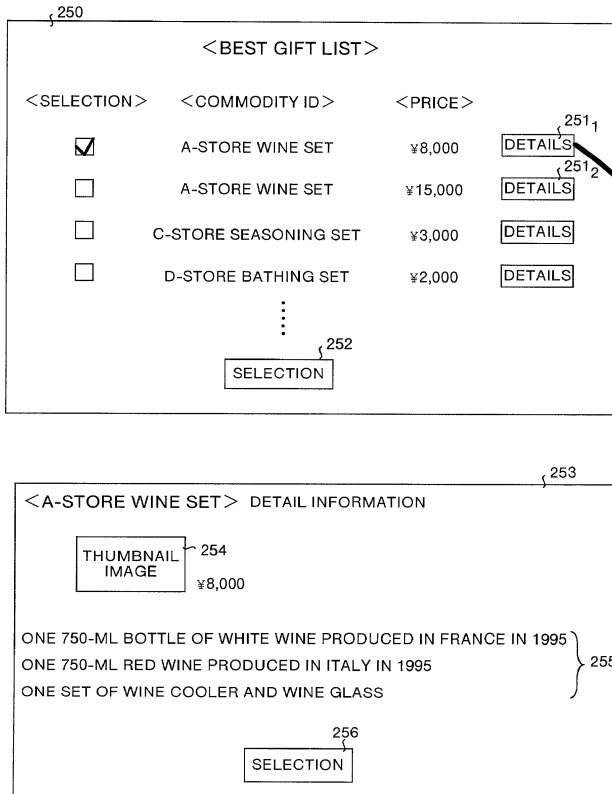 250
<BEST GIFT LIST>
<SELECTION> <COMMODITY ID> <PRICE>
251₁
A-STORE WINE SET ¥8,000 DETAILS
251₂
A-STORE WINE SET ¥15,000 DETAILS
C-STORE SEASONING SET ¥3,000 DETAILS
D-STORE BATHING SET ¥2,000 DETAILS
252
SELECTION
253
<A-STORE WINE SET> DETAIL INFORMATION
THUMBNAIL
IMAGE
254
¥8,000
ONE 750-ML BOTTLE OF WHITE WINE PRODUCED IN FRANCE IN 1995
ONE 750-ML RED WINE PRODUCED IN ITALY IN 1995
255
ONE SET OF WINE COOLER AND WINE GLASS
256
SELECTION